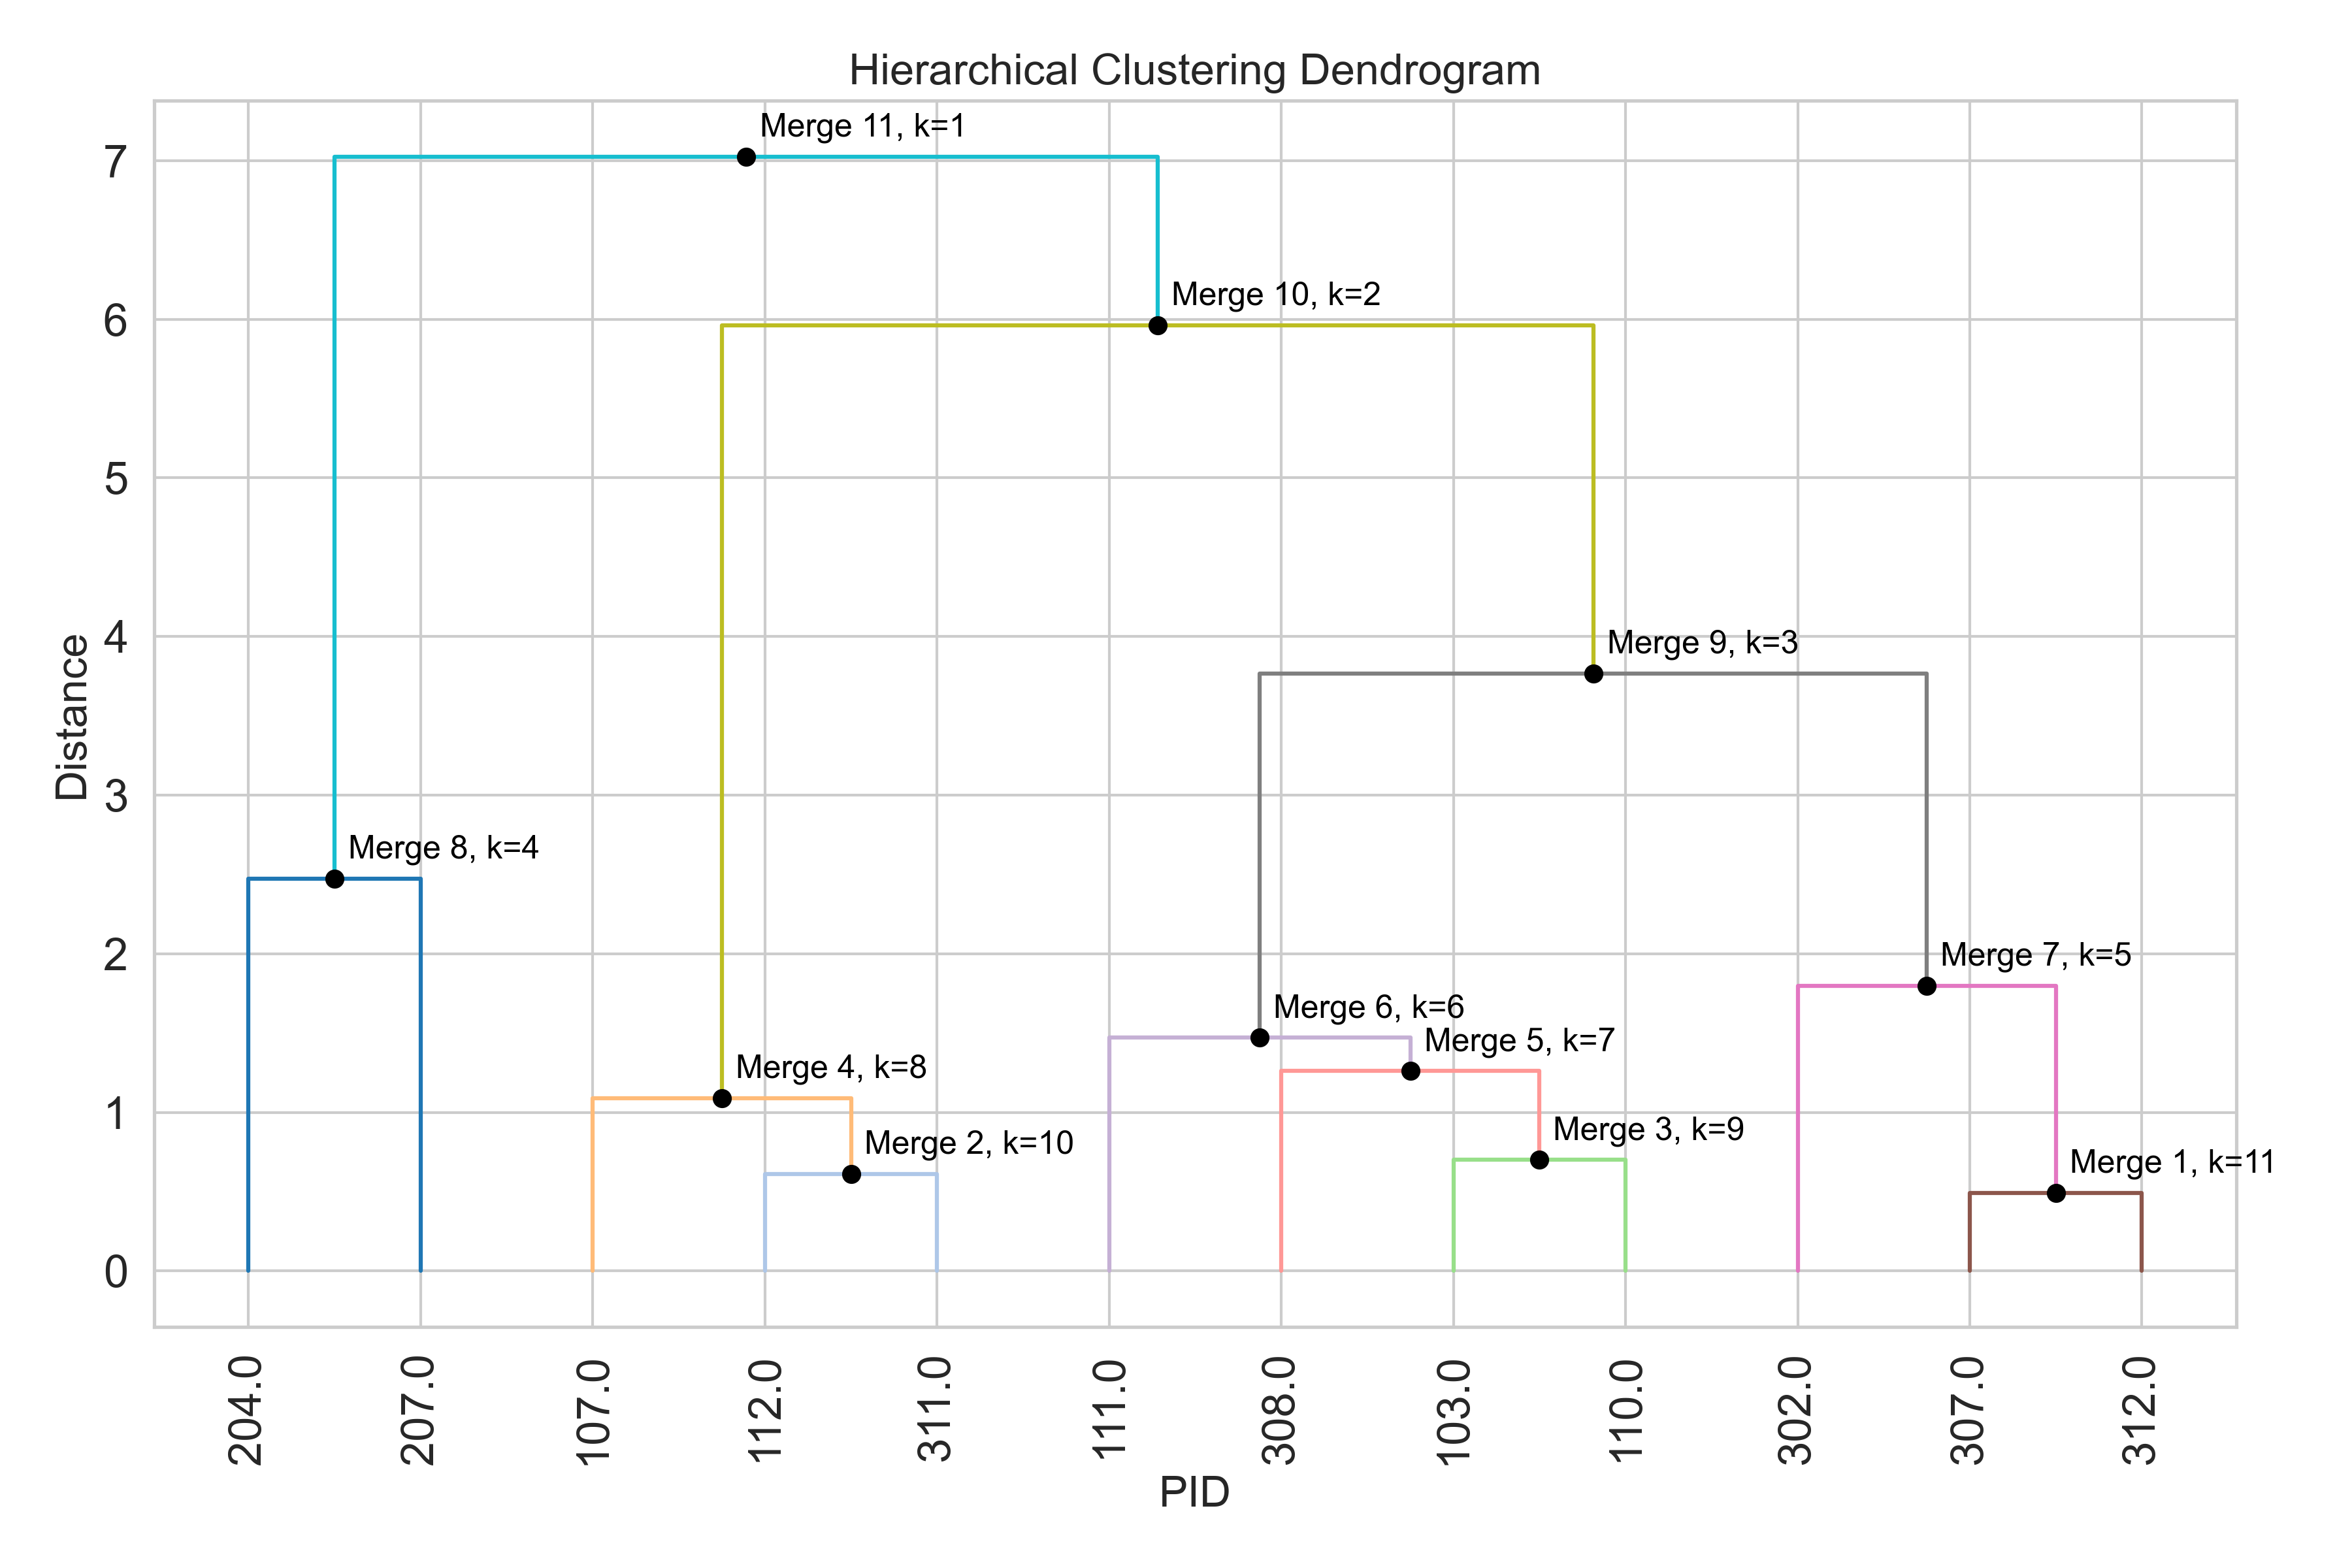 Hierarchical Clustering Dendrogram
Merge 11, k=1
7
Merge 10, k=2
6
5
4
Merge 9, k=3
Distance
3
Merge 8, k=4
2
Merge 7, k=5
Merge 6, k=6
Merge 5, k=7
Merge 4, k=8
1
Merge 3, k=9
Merge 2, k=10
Merge 1, k=11
0
204.0 207.0 107.0 112.0 311.0 111.0 308.0 103.0 110.0 302.0 307.0 312.0
PID